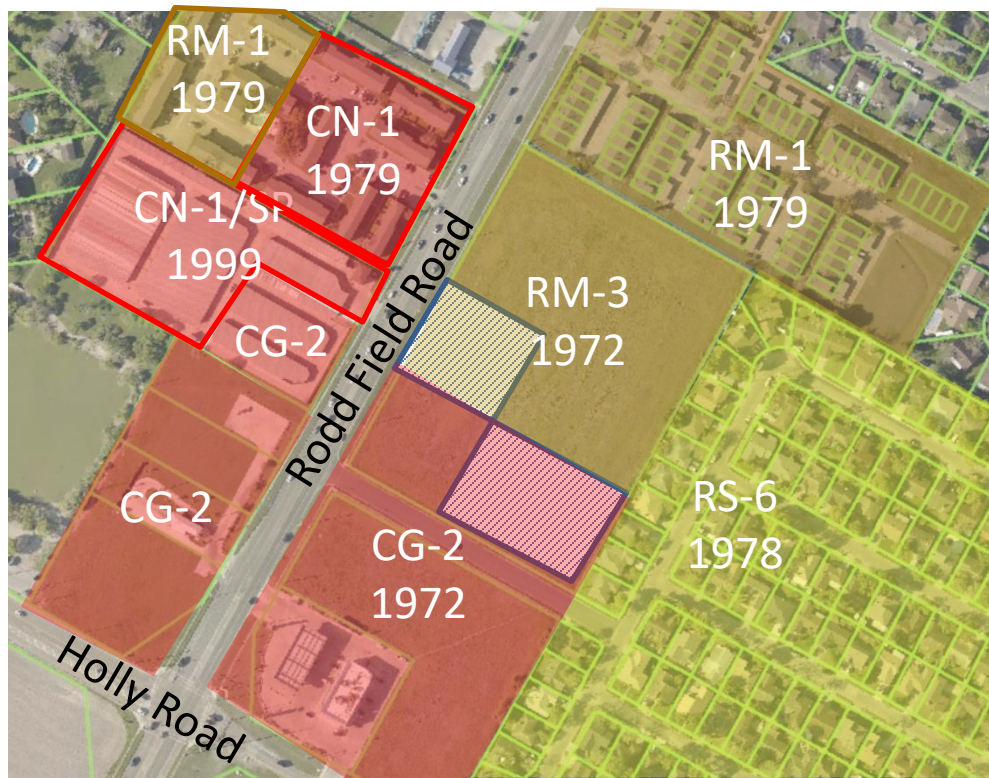 RM-1
1979
CN-1
1979
CN-1/SP
1999
CG-2
CG-2
Rodd Field Road
RM-1
1979
RM-3
1972
RS-6
1978
CG-2
1972
Holly Road